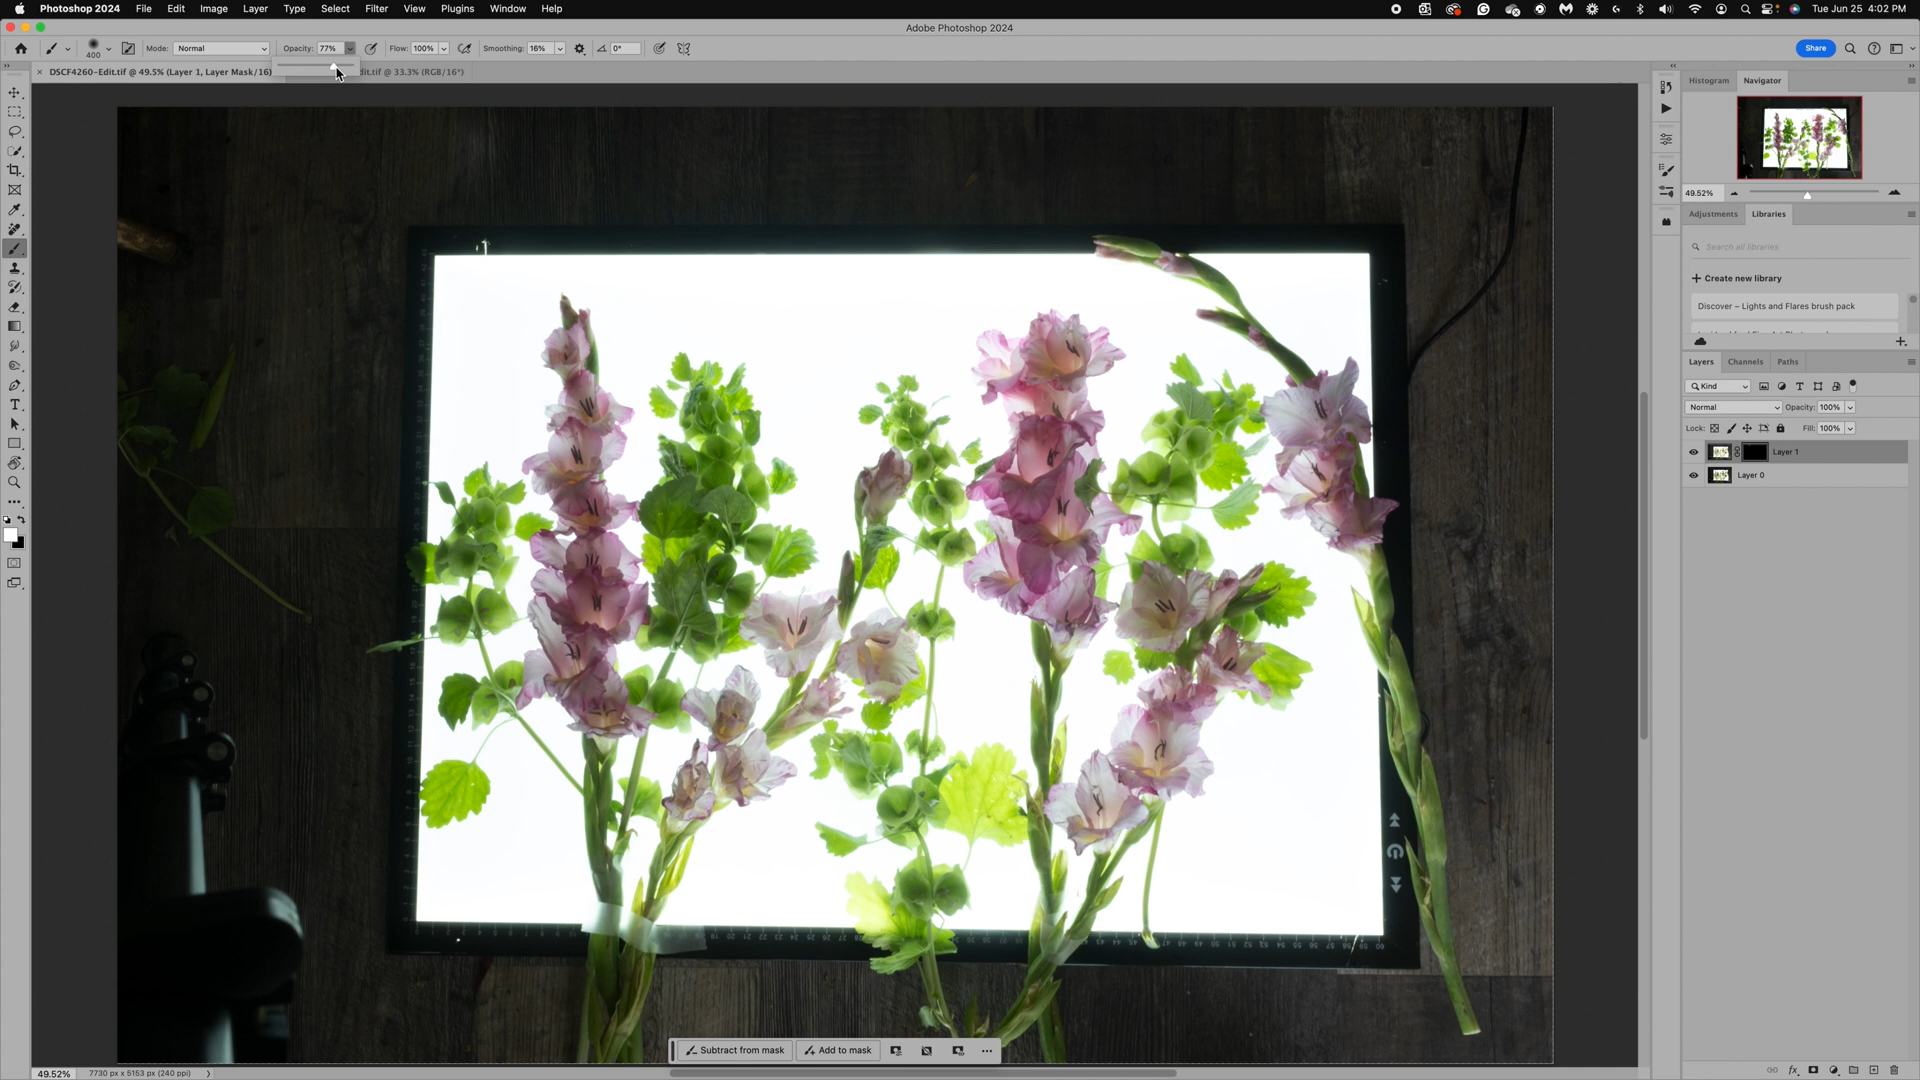 Photoshop 2024 File Edit Image Layer Type Select Filter View Plugins Window Help Tue Jun 25 4:02 PM
Adobe Photoshop 2024
400 Mode: Normal Opacity: 77% Flow: 100% Smoothing: 16% 0° Share
DSCF4260-Edit.tif @ 49.5% (Layer 1, Layer Mask/16) dit.tif @ 33.3% (RGB/16*)
Histogram Navigator
49.52%
Adjustments Libraries
Search all libraries
Create new library
Discover – Lights and Flares brush pack
Layers Channels Paths
Kind
Normal Opacity: 100%
Lock: Fill: 100%
Layer 1
Layer 0
Subtract from mask Add to mask
49.52% 7730 px x 5153 px (240 ppi)